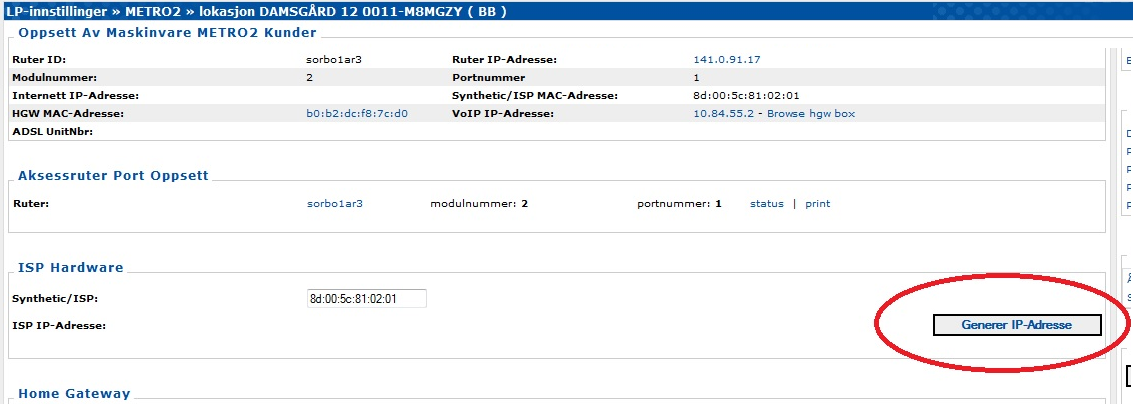 LP-innstillinger » METRO2 » lokasjon DAMSGÅRD 12 0011-M8MGZY ( BB )
Oppsett Av Maskinvare METRO2 Kunder
Ruter ID: sorbo1ar3 Ruter IP-Adresse: 141.0.91.17
Modulnummer: 2 Portnummer 1
Internett IP-Adresse: Synthetic/ISP MAC-Adresse: 8d:00:5c:81:02:01
HGW MAC-Adresse: b0:b2:dc:f8:7c:d0 VoIP IP-Adresse: 10.84.55.2 - Browse hgw box
ADSL UnitNbr:
Aksessruter Port Oppsett
Ruter: sorbo1ar3 modulnummer: 2 portnummer: 1 status | print
ISP Hardware
Synthetic/ISP: 8d:00:5c:81:02:01
ISP IP-Adresse: Generer IP-Adresse
Home Gateway